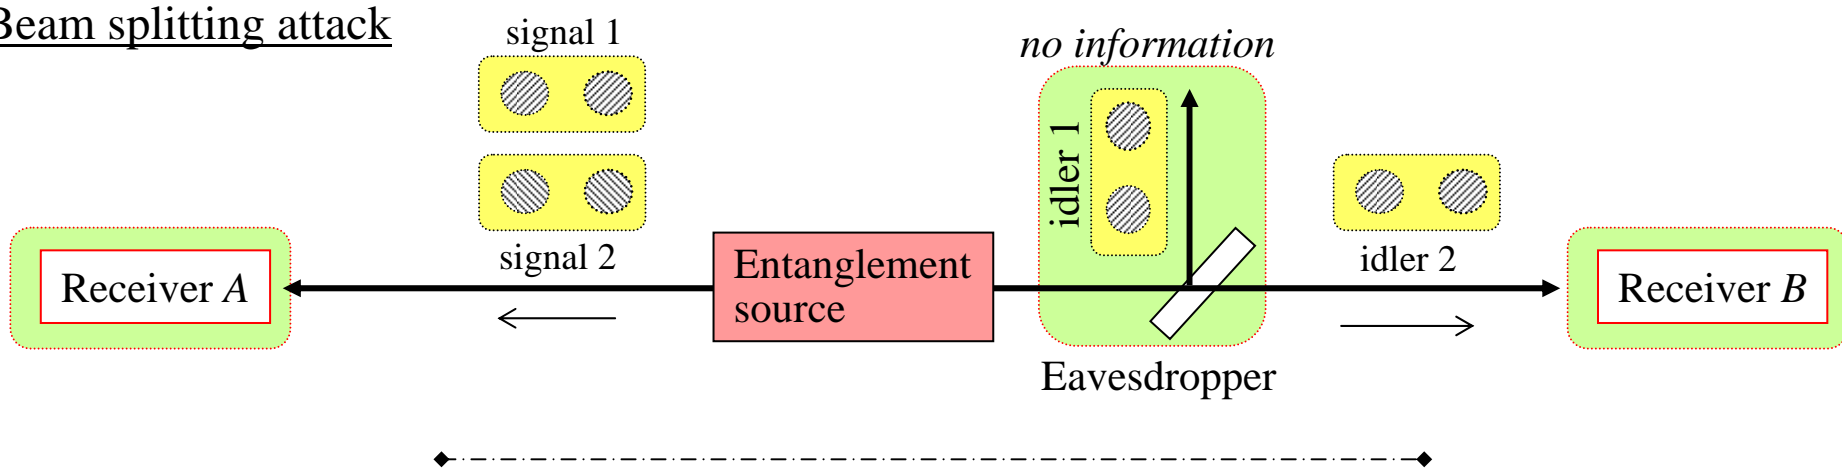 Beam splitting attack
signal 1
no information
idler 1
signal 2
idler 2
Receiver A
Entanglement
source
Receiver B
Eavesdropper